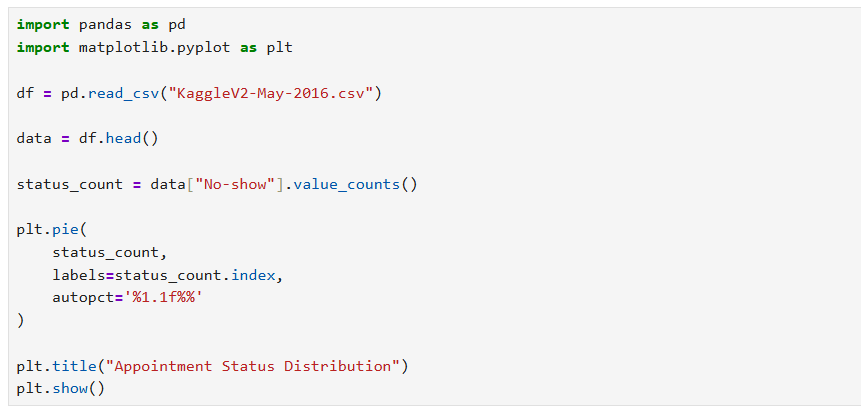 import pandas as pd
import matplotlib.pyplot as plt
df = pd.read_csv("KaggleV2-May-2016.csv")
data = df.head()
status_count = data["No-show"].value_counts()
plt.pie(
    status_count,
    labels=status_count.index,
    autopct='%1.1f%%'
)
plt.title("Appointment Status Distribution")
plt.show()